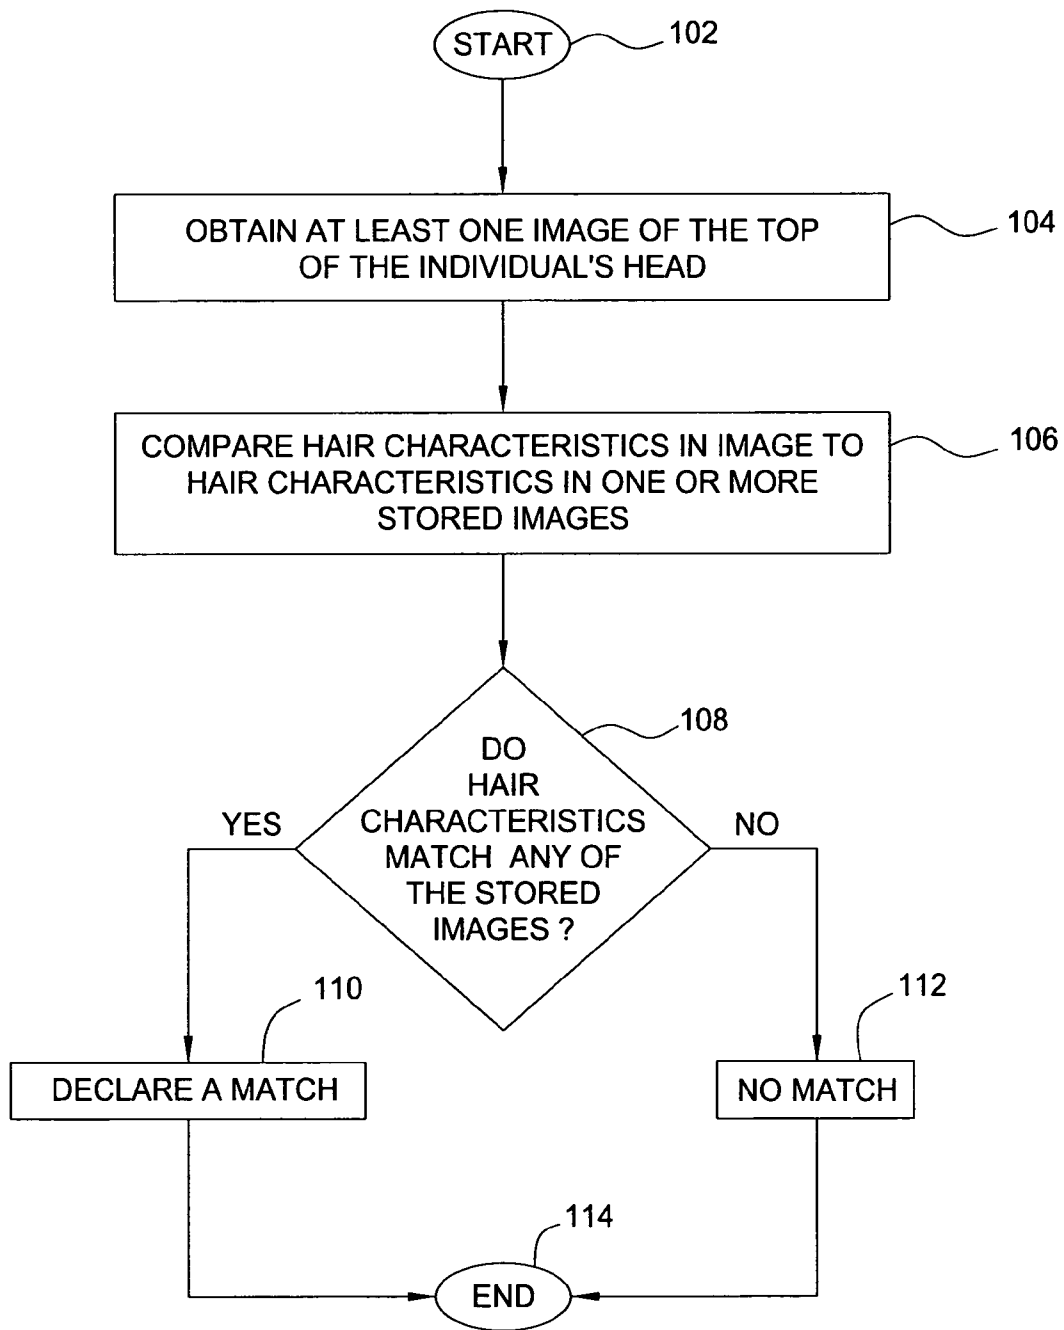 START
102
OBTAIN AT LEAST ONE IMAGE OF THE TOP
OF THE INDIVIDUAL'S HEAD
104
COMPARE HAIR CHARACTERISTICS IN IMAGE TO
HAIR CHARACTERISTICS IN ONE OR MORE
STORED IMAGES
106
DO
HAIR
CHARACTERISTICS
MATCH ANY OF
THE STORED
IMAGES ?
108
YES
NO
110
DECLARE A MATCH
112
NO MATCH
114
END